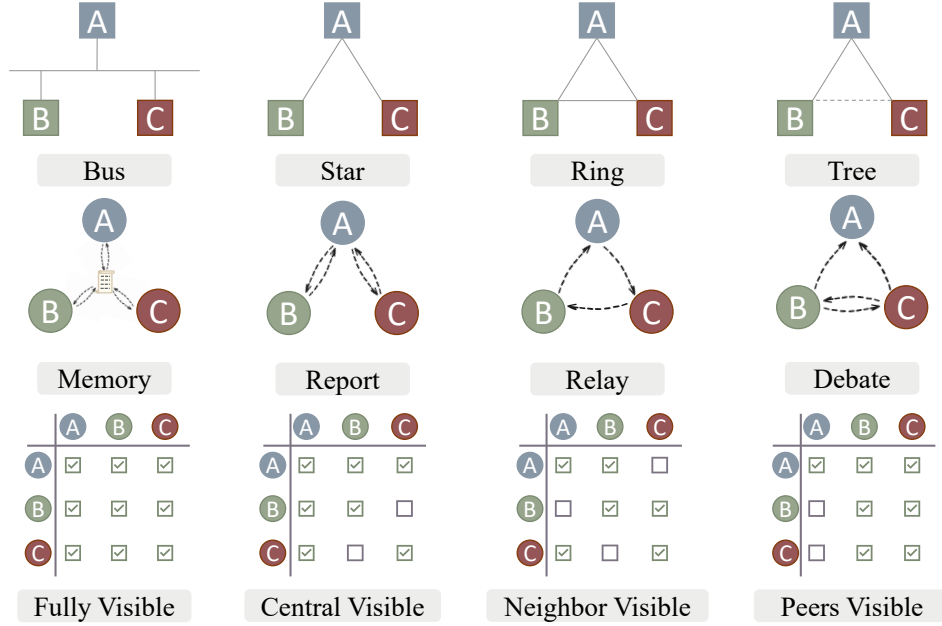 A A A A
B C B C B C B C
Bus Star Ring Tree
A A A A
B C B C B C B C
Memory Report Relay Debate
A B C A B C A B C A B C
A A A A
B B B B
C C C C
Fully Visible Central Visible Neighbor Visible Peers Visible